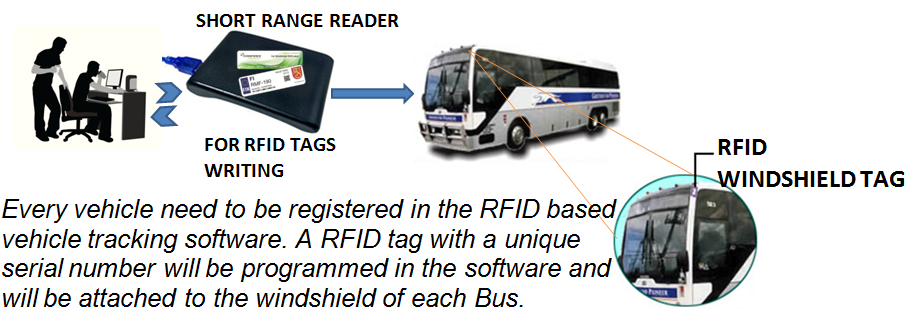 SHORT RANGE READER
FOR RFID TAGS
WRITING
RFID
WINDSHIELD TAG
Every vehicle need to be registered in the RFID based
vehicle tracking software. A RFID tag with a unique
serial number will be programmed in the software and
will be attached to the windshield of each Bus.